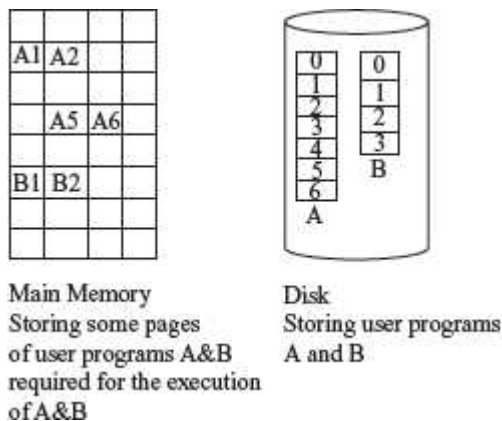 A1 A2
A5 A6
B1 B2
0
1
2
3
4
5
6
A
0
1
2
3
B
Main Memory
Storing some pages
of user programs A&B
required for the execution
of A&B
Disk
Storing user programs
A and B